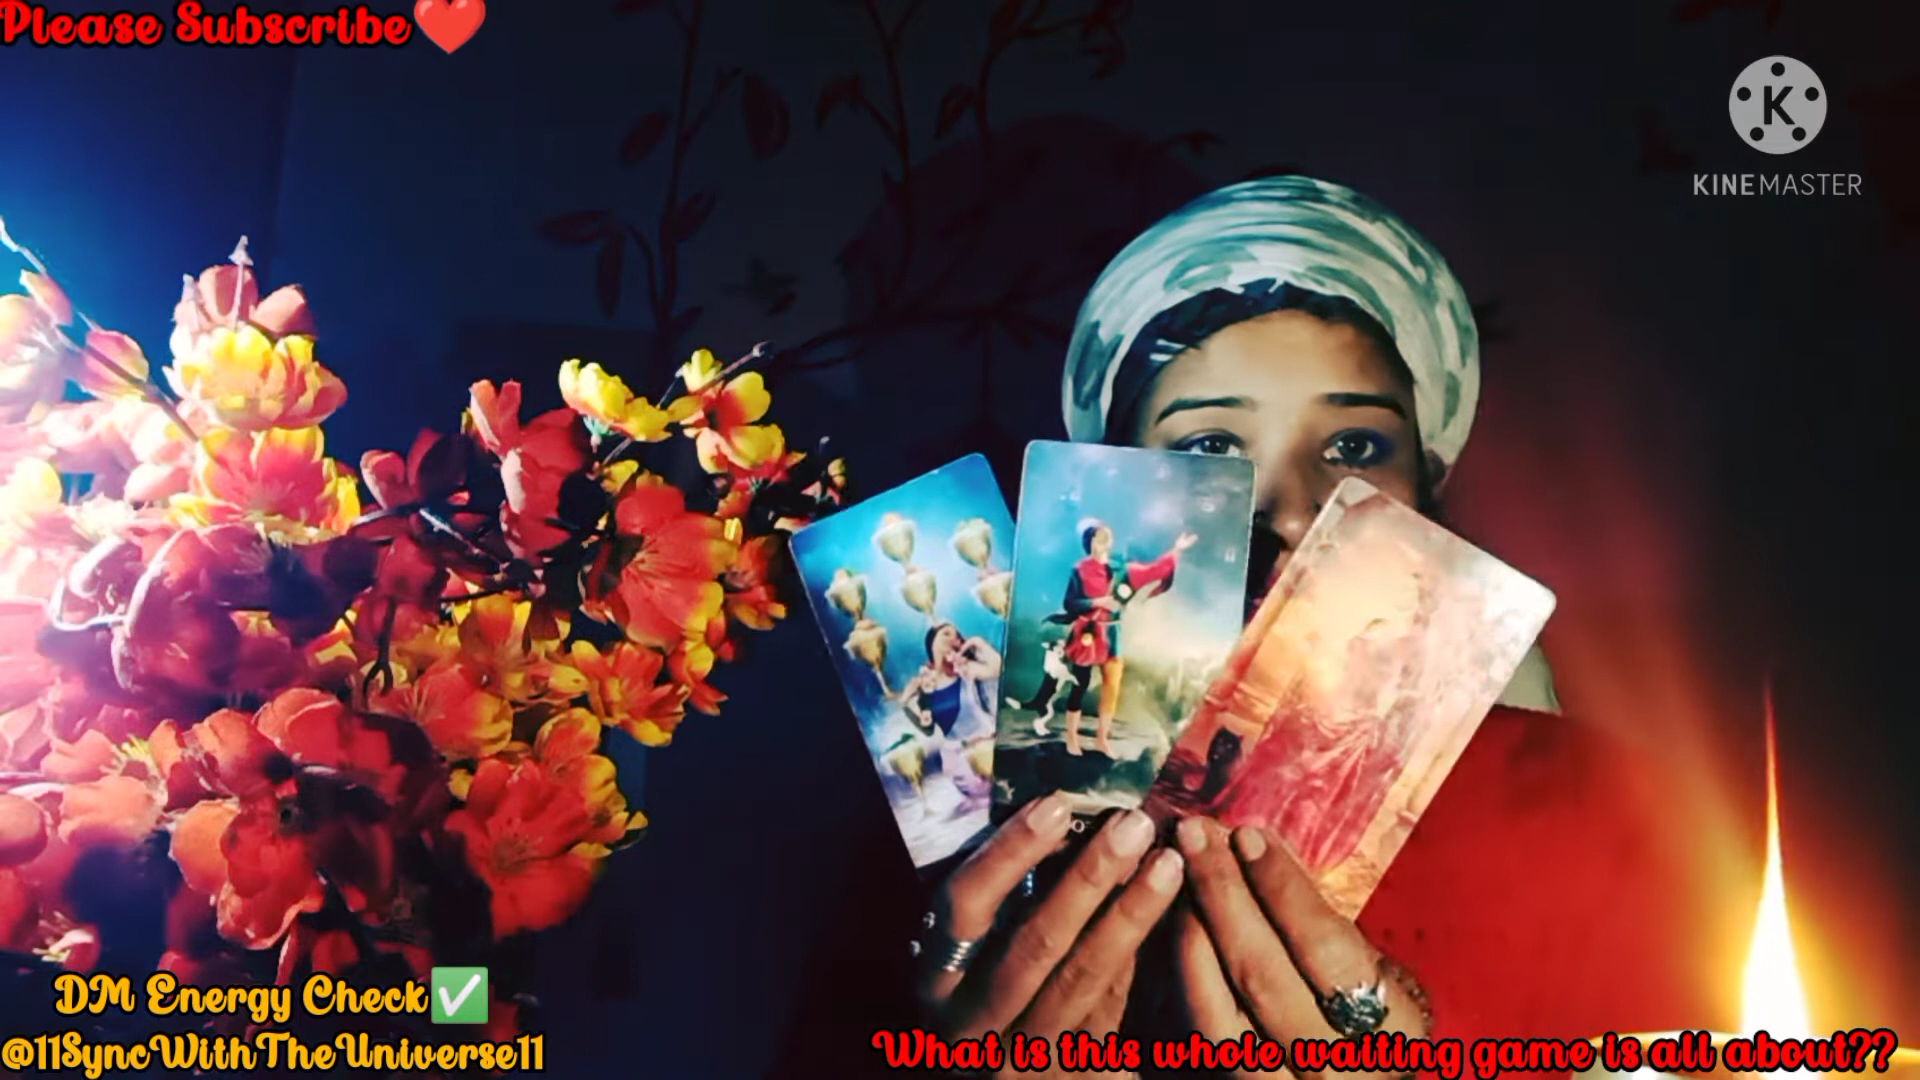 Please Subscribe❤️
K
KINEMASTER
DM Energy Check✅
@11SyncWithTheUniverse11
What is this whole waiting game is all about??